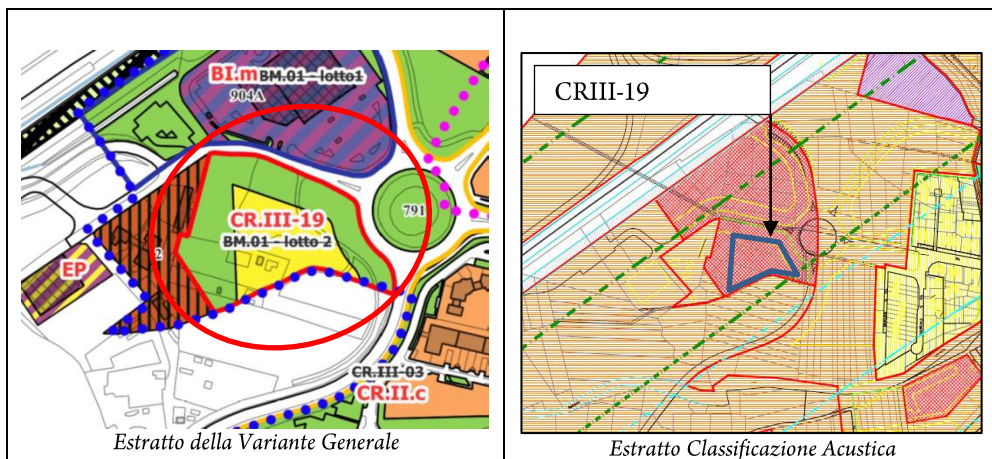 BI.m BM.01 - lotto1
904A
CR.III-19
BM.01 - lotto 2
791
2
EP
CR.III-03
CR.II.c
Estratto della Variante Generale
CRIII-19
Estratto Classificazione Acustica